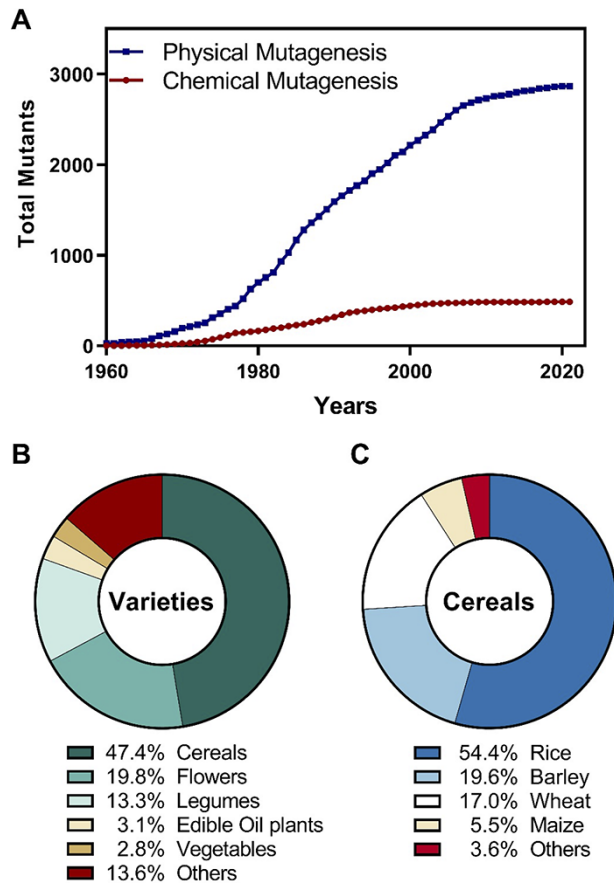 A
Physical Mutagenesis
Chemical Mutagenesis
Total Mutants
3000
2000
1000
0
1960
1980
2000
2020
Years
B
Varieties
47.4% Cereals
19.8% Flowers
13.3% Legumes
3.1% Edible Oil plants
2.8% Vegetables
13.6% Others
C
Cereals
54.4% Rice
19.6% Barley
17.0% Wheat
5.5% Maize
3.6% Others